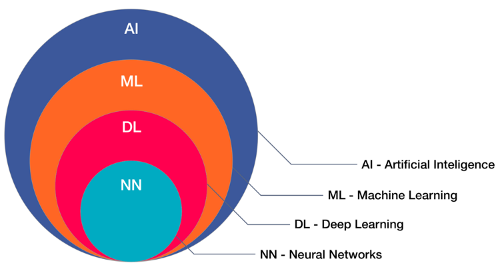 AI
ML
DL
NN
AI - Artificial Inteligence
ML - Machine Learning
DL - Deep Learning
NN - Neural Networks